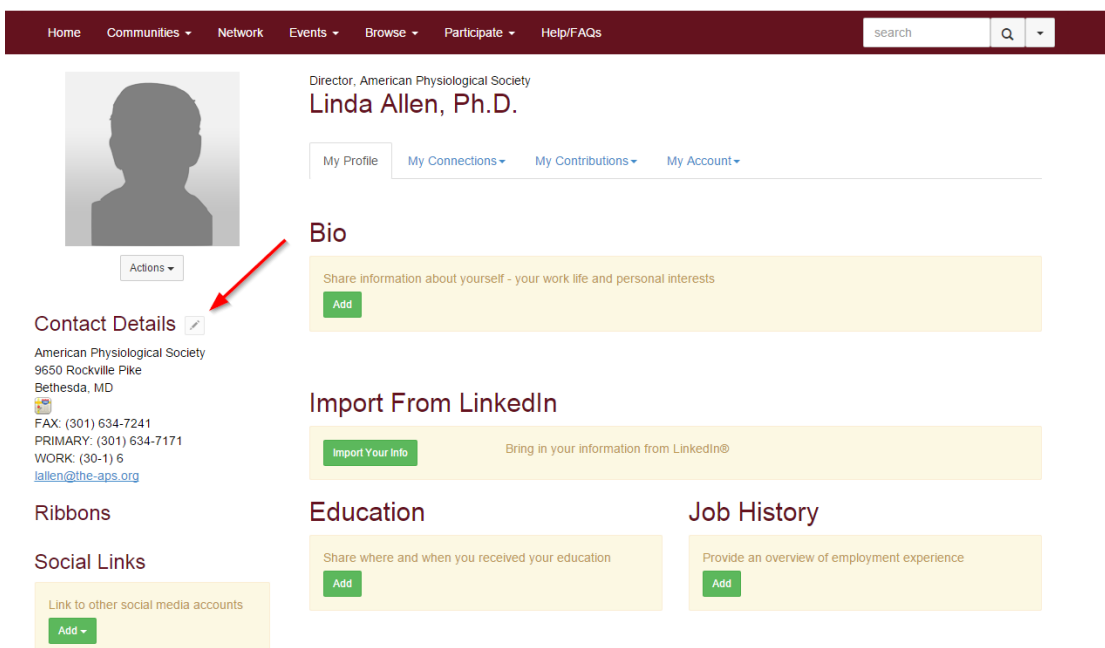 Home Communities Network Events Browse Participate Help/FAQs search
Director, American Physiological Society
Linda Allen, Ph.D.
My Profile My Connections My Contributions My Account
Actions
Contact Details
American Physiological Society
9650 Rockville Pike
Bethesda, MD
FAX: (301) 634-7241
PRIMARY: (301) 634-7171
WORK: (30-1) 6
lallen@the-aps.org
Ribbons
Social Links
Link to other social media accounts
Add
Bio
Share information about yourself - your work life and personal interests
Add
Import From LinkedIn
Import Your Info Bring in your information from LinkedIn®
Education
Share where and when you received your education
Add
Job History
Provide an overview of employment experience
Add